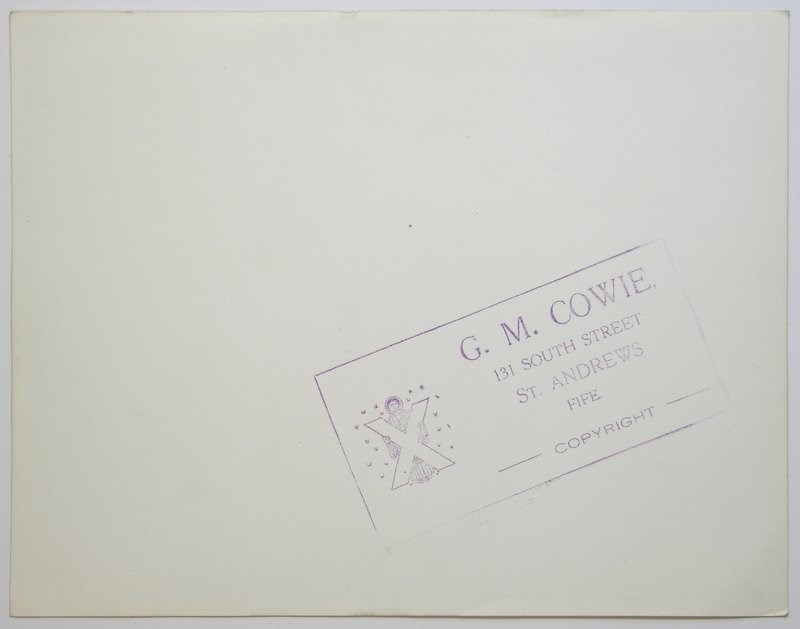 G. M. COWIE,
131 SOUTH STREET
ST. ANDREWS
FIFE
COPYRIGHT